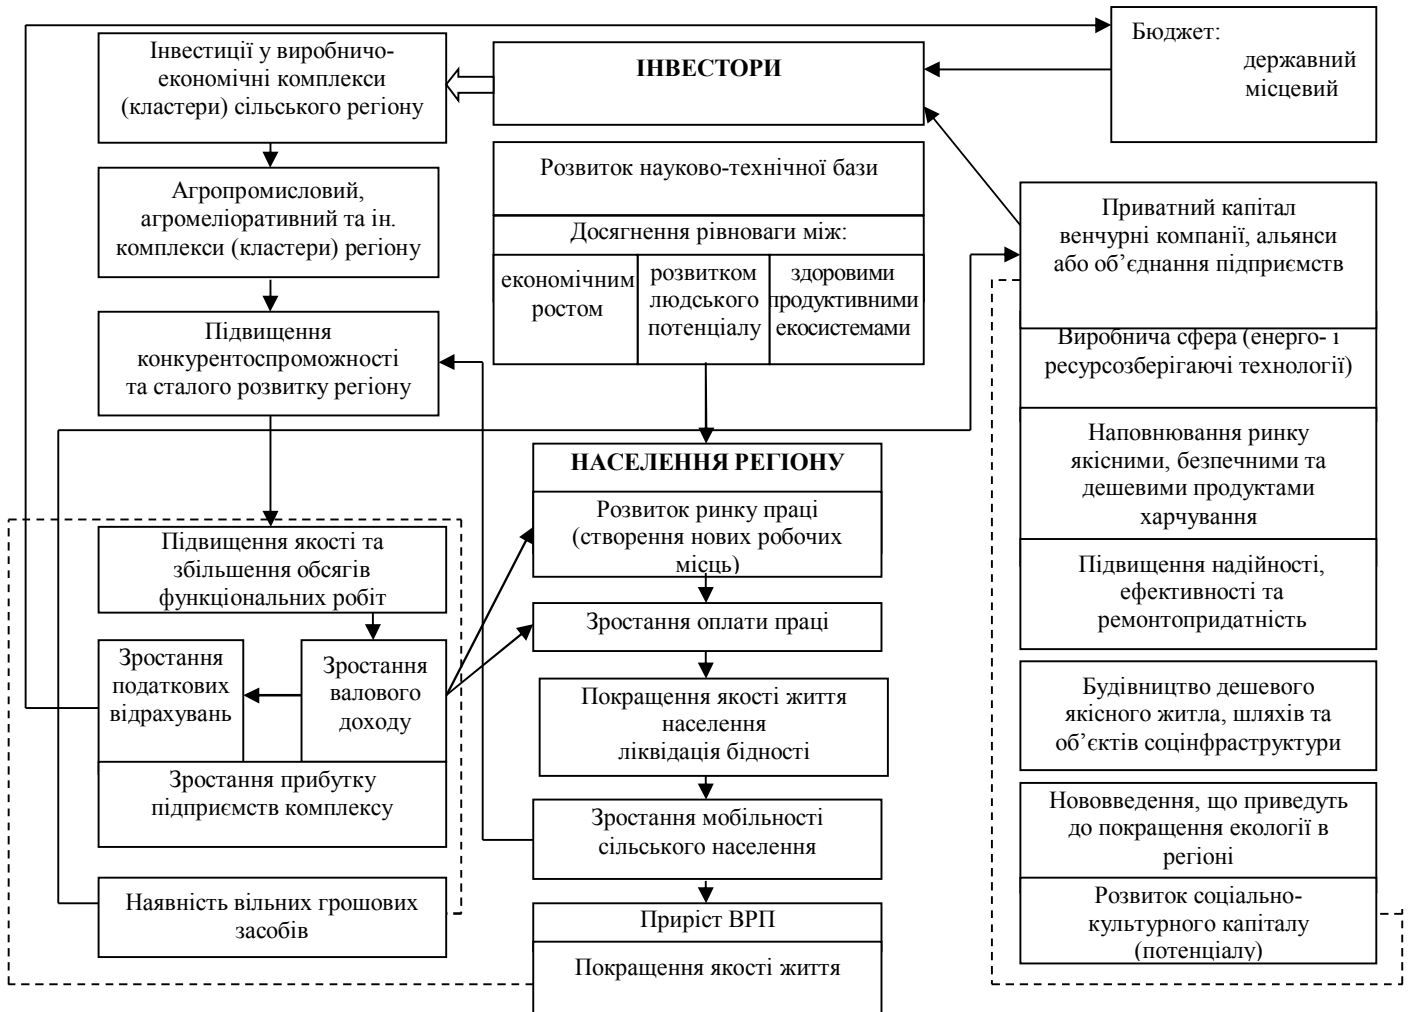 Інвестиції у виробничо-
економічні комплекси
(кластери) сільського регіону
ІНВЕСТОРИ
Бюджет:
державний
місцевий
Агропромисловий,
агромеліоративний та ін.
комплекси (кластери) регіону
Розвиток науково-технічної бази
Досягнення рівноваги між:
економічним
ростом
розвитком
людського
потенціалу
здоровими
продуктивними
екосистемами
Приватний капітал
венчурні компанії, альянси
або об’єднання підприємств
Підвищення
конкурентоспроможності
та сталого розвитку регіону
Виробнича сфера (енерго- і
ресурсозберігаючі технології)
Наповнювання ринку
якісними, безпечними та
дешевими продуктами
харчування
НАСЕЛЕННЯ РЕГІОНУ
Розвиток ринку праці
(створення нових робочих
місць)
Підвищення якості та
збільшення обсягів
функціональних робіт
Підвищення надійності,
ефективності та
ремонтопридатність
Зростання оплати праці
Зростання
податкових
відрахувань
Зростання
валового
доходу
Покращення якості життя
населення
ліквідація бідності
Будівництво дешевого
якісного житла, шляхів та
об’єктів соцінфраструктури
Зростання прибутку
підприємств комплексу
Зростання мобільності
сільського населення
Нововведення, що приведуть
до покращення екології в
регіоні
Наявність вільних грошових
засобів
Розвиток соціально-
культурного капіталу
(потенціалу)
Приріст ВРП
Покращення якості життя